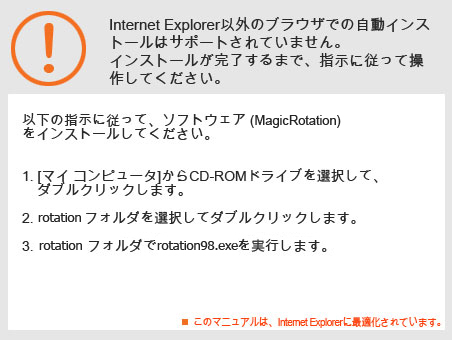 Internet Explorer以外のブラウザでの自動インス
トールはサポートされていません。
インストールが完了するまで、指示に従って操
作してください。
以下の指示に従って、ソフトウェア (MagicRotation)
をインストールしてください。
1. [マイ コンピュータ]からCD-ROMドライブを選択して、
ダブルクリックします。
2. rotation フォルダを選択してダブルクリックします。
3. rotation フォルダでrotation98.exeを実行します。
■ このマニュアルは、Internet Explorerに最適化されています。